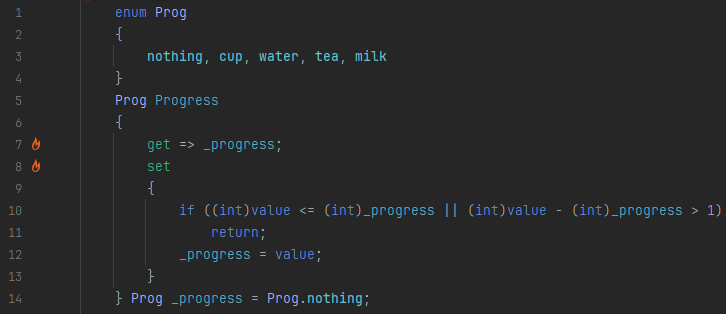 1 enum Prog
2 {
3 nothing, cup, water, tea, milk
4 }
5 Prog Progress
6 {
7 get => _progress;
8 set
9 {
10 if ((int)value <= (int)_progress || (int)value - (int)_progress > 1)
11 return;
12 _progress = value;
13 }
14 } Prog _progress = Prog.nothing;